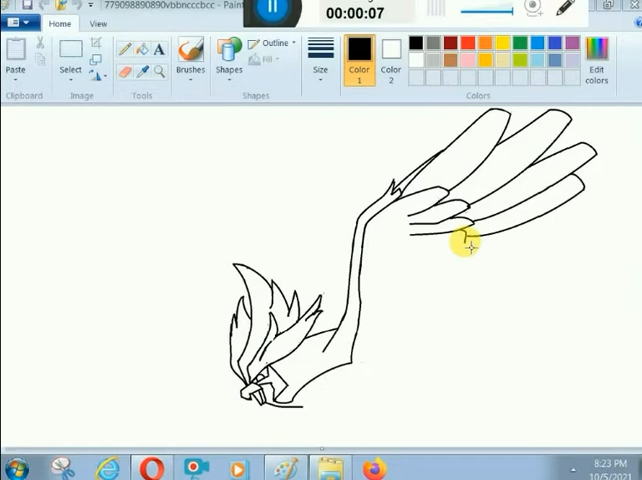 779098890890vbbncccbcc - Paint
00:00:07
Home
View
Paste
Select
Brushes
Shapes
Outline
Fill
Size
Color
1
Color
2
Edit
colors
Clipboard
Image
Tools
Shapes
Colors
A
8:23 PM
10/5/2021